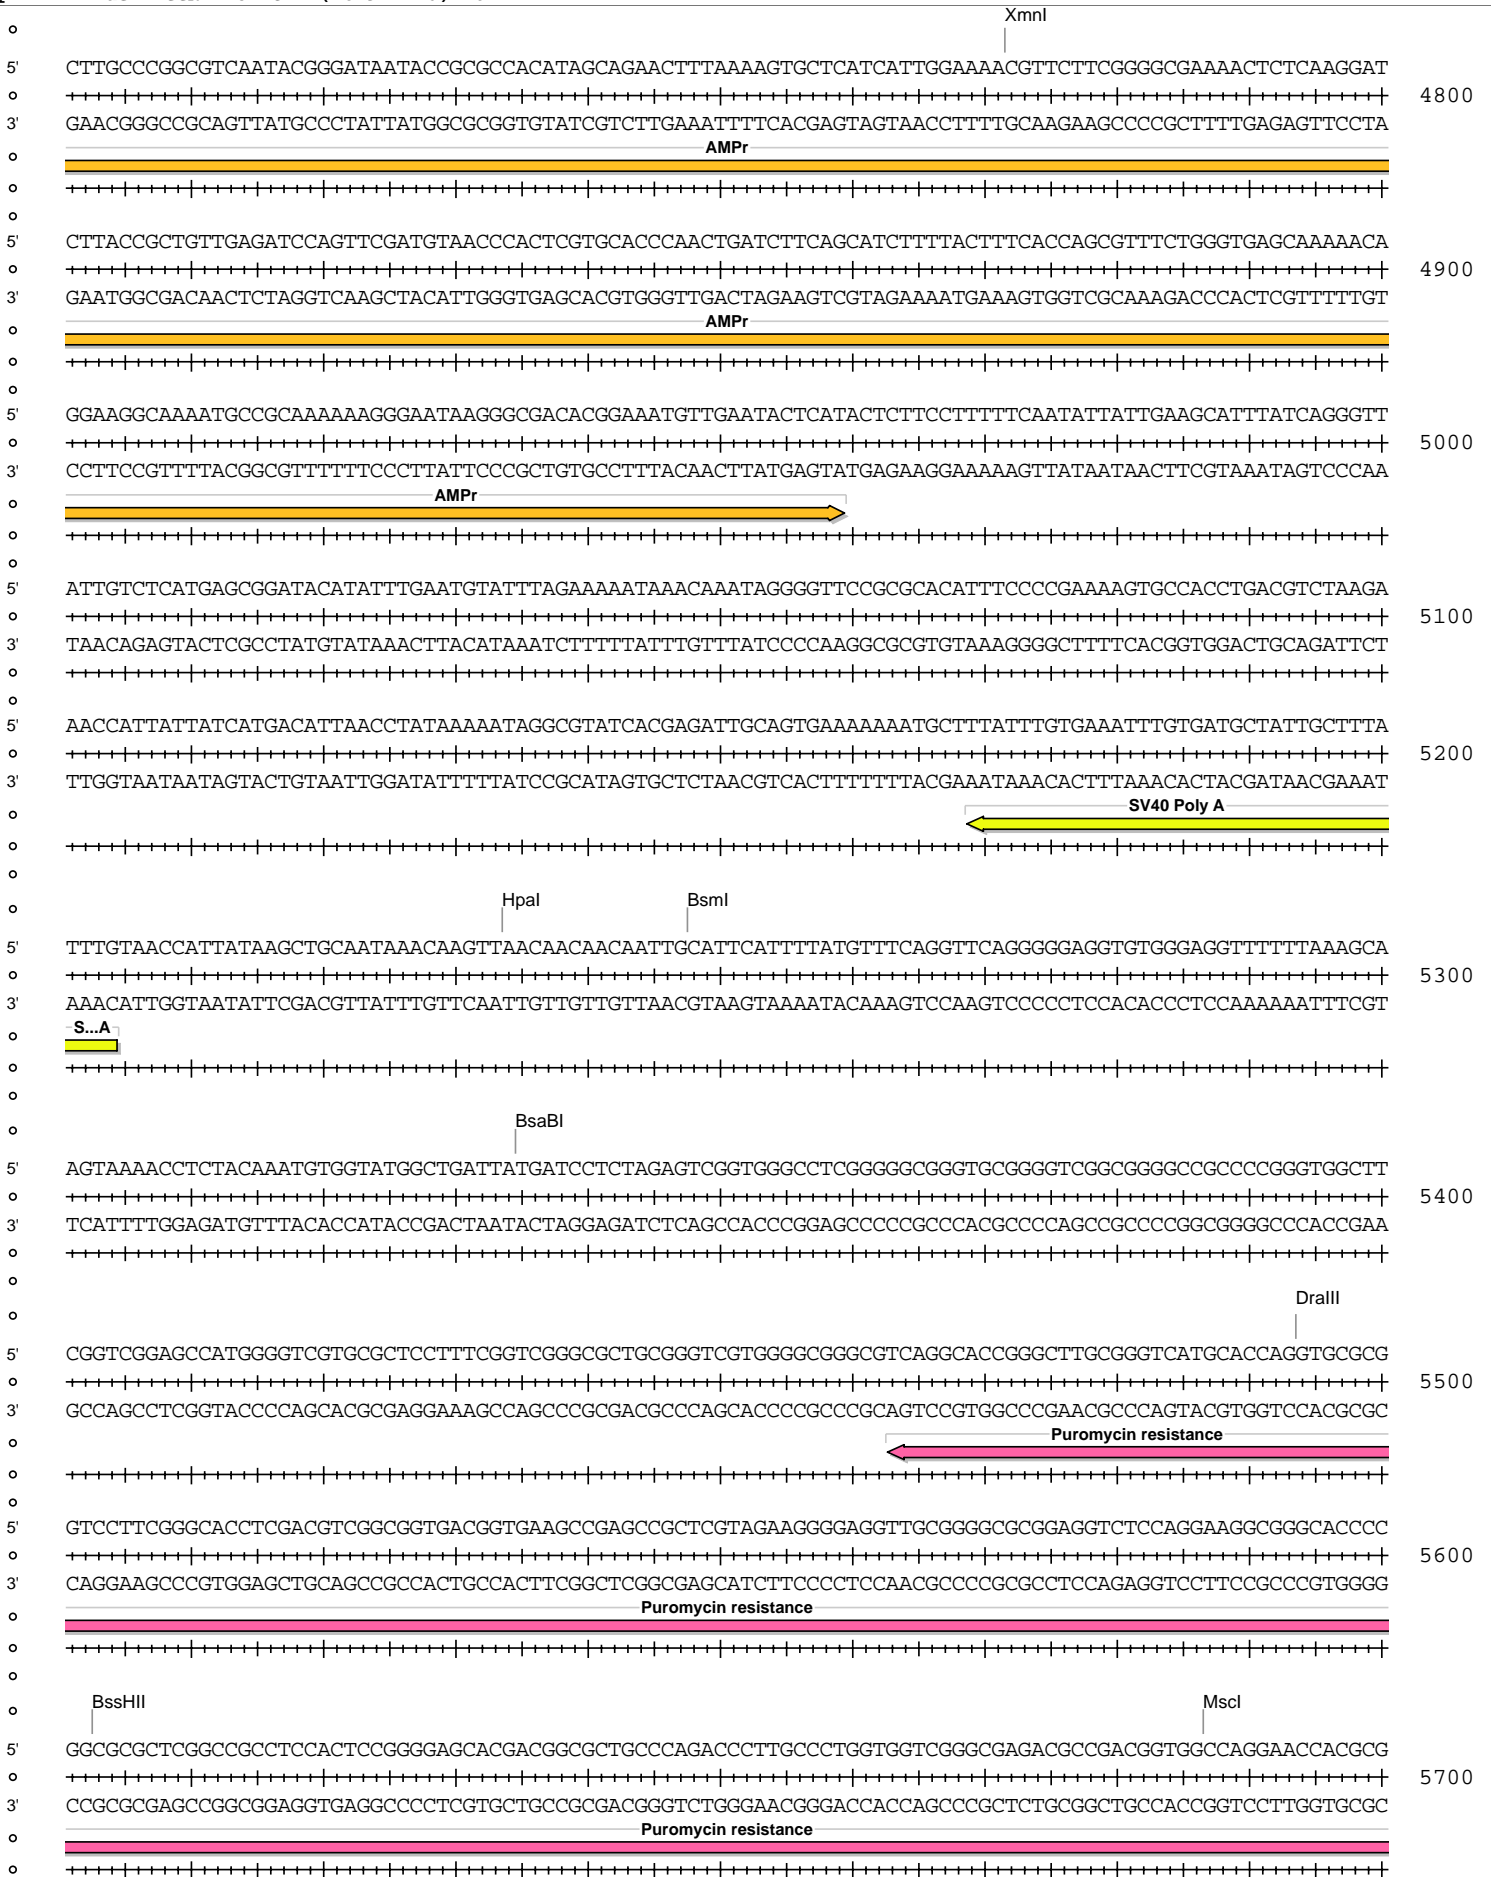 XmnI
5' CTTGCCCGGCGTCAATACGGGATAATACCGCGCCACATAGCAGAACTTTAAAAGTGCTCATCATTGGAAAACGTTCTTCGGGGCGAAAACTCTCAAGGAT
4800
3' GAACGGGCCGCAGTTATGCCCTATTATGGCGCGGTGTATCGTCTTGAAATTTTCACGAGTAGTAACCTTTTGCAAGAAGCCCCGCTTTTGAGAGTTCCTA
AMPr
5' CTTACCGCTGTTGAGATCCAGTTCGATGTAACCCACTCGTGCACCCAACTGATCTTCAGCATCTTTTACTTTCACCAGCGTTTCTGGGTGAGCAAAAACA
4900
3' GAATGGCGACAACTCTAGGTCAAGCTACATTGGGTGAGCACGTGGGTTGACTAGAAGTCGTAGAAAATGAAAGTGGTCGCAAAGACCCACTCGTTTTTGT
AMPr
5' GGAAGGCAAAATGCCGCAAAAAAGGGAATAAGGGCGACACGGAAATGTTGAATACTCATACTCTTCCTTTTTCAATATTATTGAAGCATTTATCAGGGTT
5000
3' CCTTCCGTTTTACGGCGTTTTTTCCCTTATTCCCGCTGTGCCTTTACAACTTATGAGTATGAGAAGGAAAAAGTTATAATAACTTCGTAAATAGTCCCAA
AMPr
5' ATTGTCTCATGAGCGGATACATATTTGAATGTATTTAGAAAAATAAACAAATAGGGGTTCCGCGCACATTTCCCCGAAAAGTGCCACCTGACGTCTAAGA
5100
3' TAACAGAGTACTCGCCTATGTATAAACTTACATAAATCTTTTTATTTGTTTATCCCCAAGGCGCGTGTAAAGGGGCTTTTCACGGTGGACTGCAGATTCT
5' AACCATTATTATCATGACATTAACCTATAAAAATAGGCGTATCACGAGATTGCAGTGAAAAAAATGCTTTATTTGTGAAATTTGTGATGCTATTGCTTTA
5200
3' TTGGTAATAATAGTACTGTAATTGGATATTTTTATCCGCATAGTGCTCTAACGTCACTTTTTTTACGAAATAAACACTTTAAACACTACGATAACGAAAT
SV40 Poly A
HpaI BsmI
5' TTTGTAACCATTATAAGCTGCAATAAACAAGTTAACAACAACAATTGCATTCATTTTATGTTTCAGGTTCAGGGGGAGGTGTGGGAGGTTTTTTAAAGCA
5300
3' AAACATTGGTAATATTCGACGTTATTTGTTCAATTGTTGTTGTTAACGTAAGTAAAATACAAAGTCCAAGTCCCCCTCCACACCCTCCAAAAAATTTCGT
S...A
BsaBI
5' AGTAAAACCTCTACAAATGTGGTATGGCTGATTATGATCCTCTAGAGTCGGTGGGCCTCGGGGGCGGGTGCGGGGTCGGCGGGGCCGCCCCGGGTGGCTT
5400
3' TCATTTTGGAGATGTTTACACCATACCGACTAATACTAGGAGATCTCAGCCACCCGGAGCCCCCGCCCACGCCCCAGCCGCCCCGGCGGGGCCCACCGAA
DraIII
5' CGGTCGGAGCCATGGGGTCGTGCGCTCCTTTCGGTCGGGCGCTGCGGGTCGTGGGGCGGGCGTCAGGCACCGGGCTTGCGGGTCATGCACCAGGTGCGCG
5500
3' GCCAGCCTCGGTACCCCAGCACGCGAGGAAAGCCAGCCCGCGACGCCCAGCACCCCGCCCGCAGTCCGTGGCCCGAACGCCCAGTACGTGGTCCACGCGC
Puromycin resistance
5' GTCCTTCGGGCACCTCGACGTCGGCGGTGACGGTGAAGCCGAGCCGCTCGTAGAAGGGGAGGTTGCGGGGCGCGGAGGTCTCCAGGAAGGCGGGCACCCC
5600
3' CAGGAAGCCCGTGGAGCTGCAGCCGCCACTGCCACTTCGGCTCGGCGAGCATCTTCCCCTCCAACGCCCCGCGCCTCCAGAGGTCCTTCCGCCCGTGGGG
Puromycin resistance
BssHII MscI
5' GGCGCGCTCGGCCGCCTCCACTCCGGGGAGCACGACGGCGCTGCCCAGACCCTTGCCCTGGTGGTCGGGCGAGACGCCGACGGTGGCCAGGAACCACGCG
5700
3' CCGCGCGAGCCGGCGGAGGTGAGGCCCCTCGTGCTGCCGCGACGGGTCTGGGAACGGGACCACCAGCCCGCTCTGCGGCTGCCACCGGTCCTTGGTGCGC
Puromycin resistance